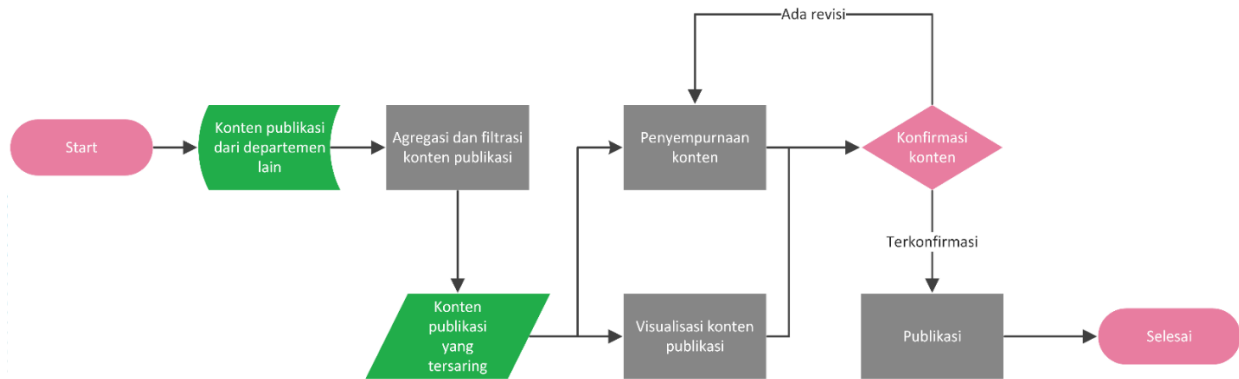 Ada revisi
Start
Konten publikasi
dari departemen
lain
Agregasi dan filtrasi
konten publikasi
Penyempurnaan
konten
Konfirmasi
konten
Terkonfirmasi
Konten
publikasi
yang
tersaring
Visualisasi konten
publikasi
Publikasi
Selesai